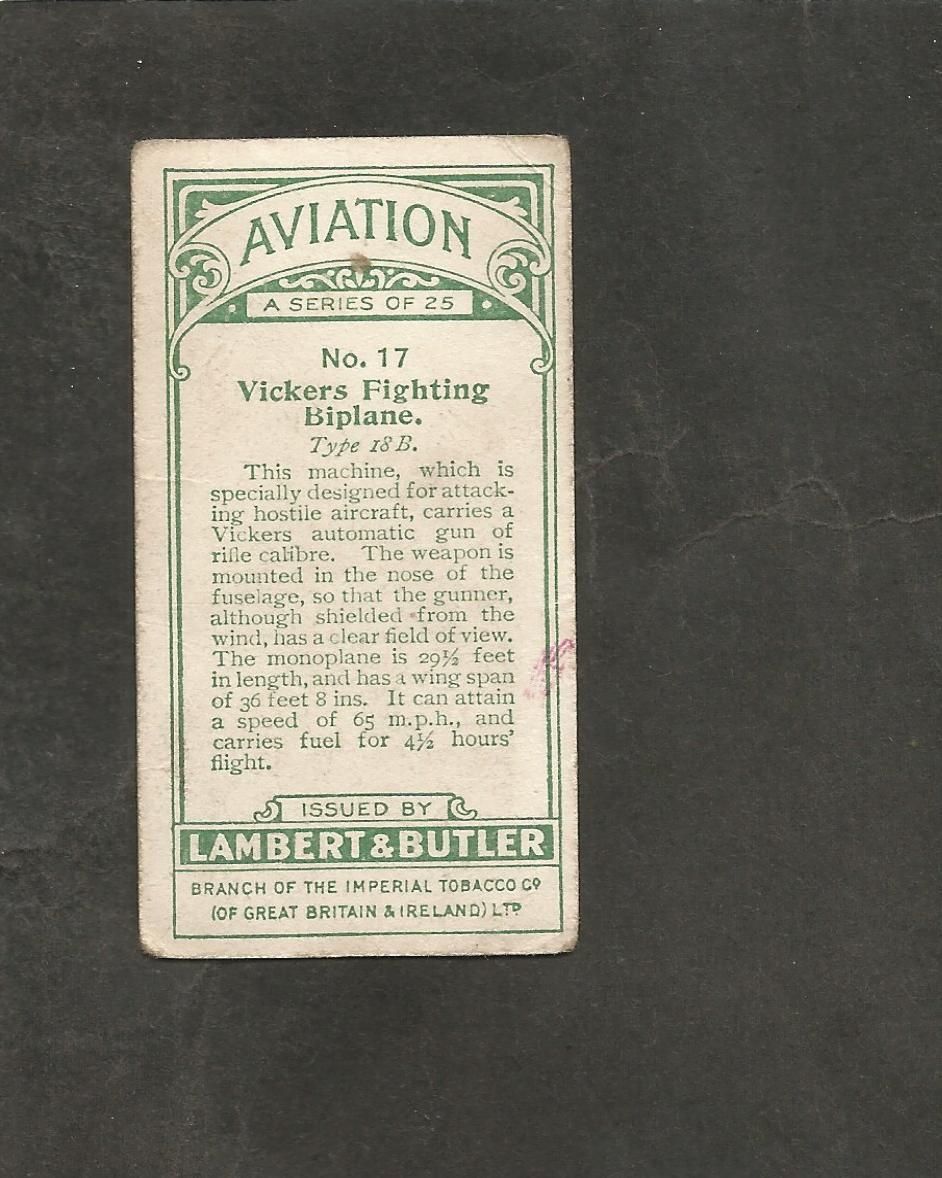 AVIATION
A SERIES OF 25
No. 17
Vickers Fighting
Biplane.
Type 18B.
This machine, which is
specially designed for attack-
ing hostile aircraft, carries a
Vickers automatic gun of
rifle calibre. The weapon is
mounted in the nose of the
fuselage, so that the gunner,
although shielded from the
wind, has a clear field of view.
The monoplane is 29½ feet
in length, and has a wing span
of 36 feet 8 ins. It can attain
a speed of 65 m.p.h., and
carries fuel for 4½ hours'
flight.
ISSUED BY
LAMBERT & BUTLER
BRANCH OF THE IMPERIAL TOBACCO Cº
(OF GREAT BRITAIN & IRELAND) LTD